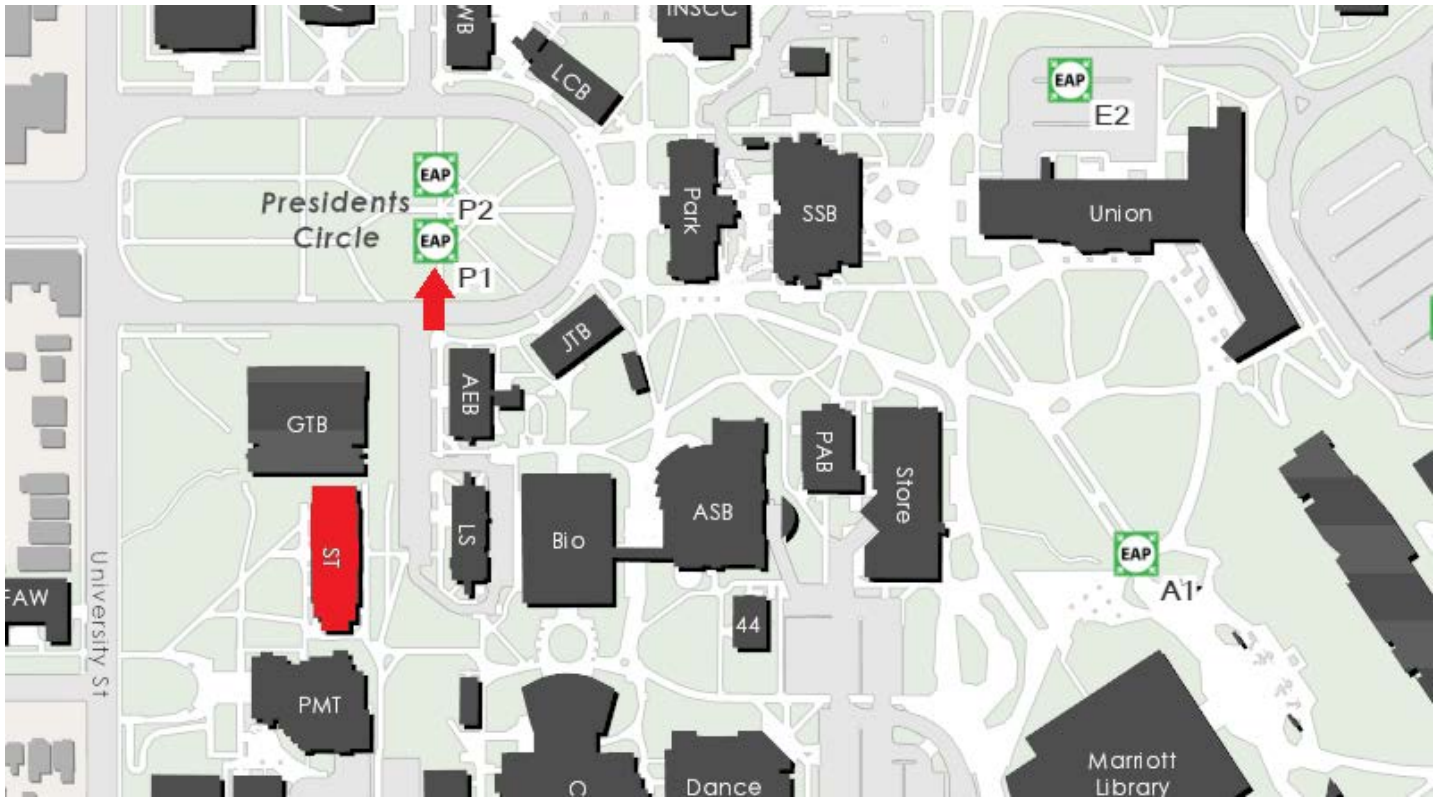 WB
INSCC
LCB
EAP
E2
EAP
P2
Presidents
Circle
EAP
P1
Park
SSB
Union
JTB
AEB
GTB
PAB
Store
ASB
LS
Bio
ST
EAP
A1
University St
FAW
44
PMT
Marriott
Library
Dance